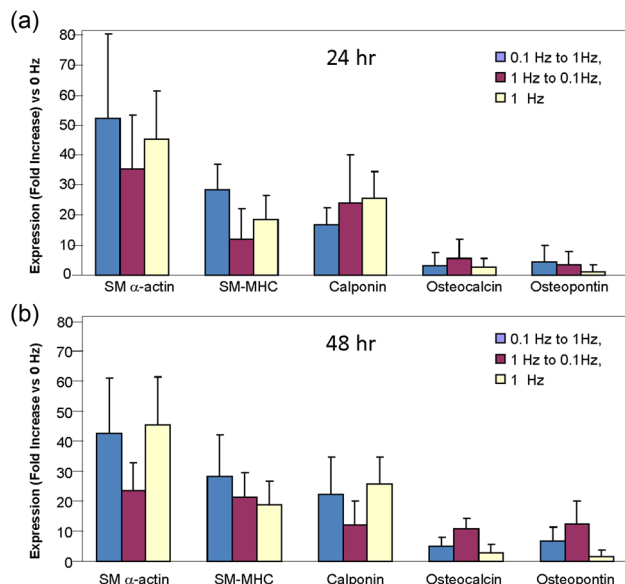 (a)
Expression (Fold Increase) vs 0 Hz
80
70
60
50
40
30
20
10
0
24 hr
0.1 Hz to 1Hz,
1 Hz to 0.1Hz,
1 Hz
SM α-actin SM-MHC Calponin Osteocalcin Osteopontin
(b)
Expression (Fold Increase vs 0 Hz)
80
70
60
50
40
30
20
10
0
48 hr
0.1 Hz to 1Hz,
1 Hz to 0.1Hz,
1 Hz
SM α-actin SM-MHC Calponin Osteocalcin Osteopontin